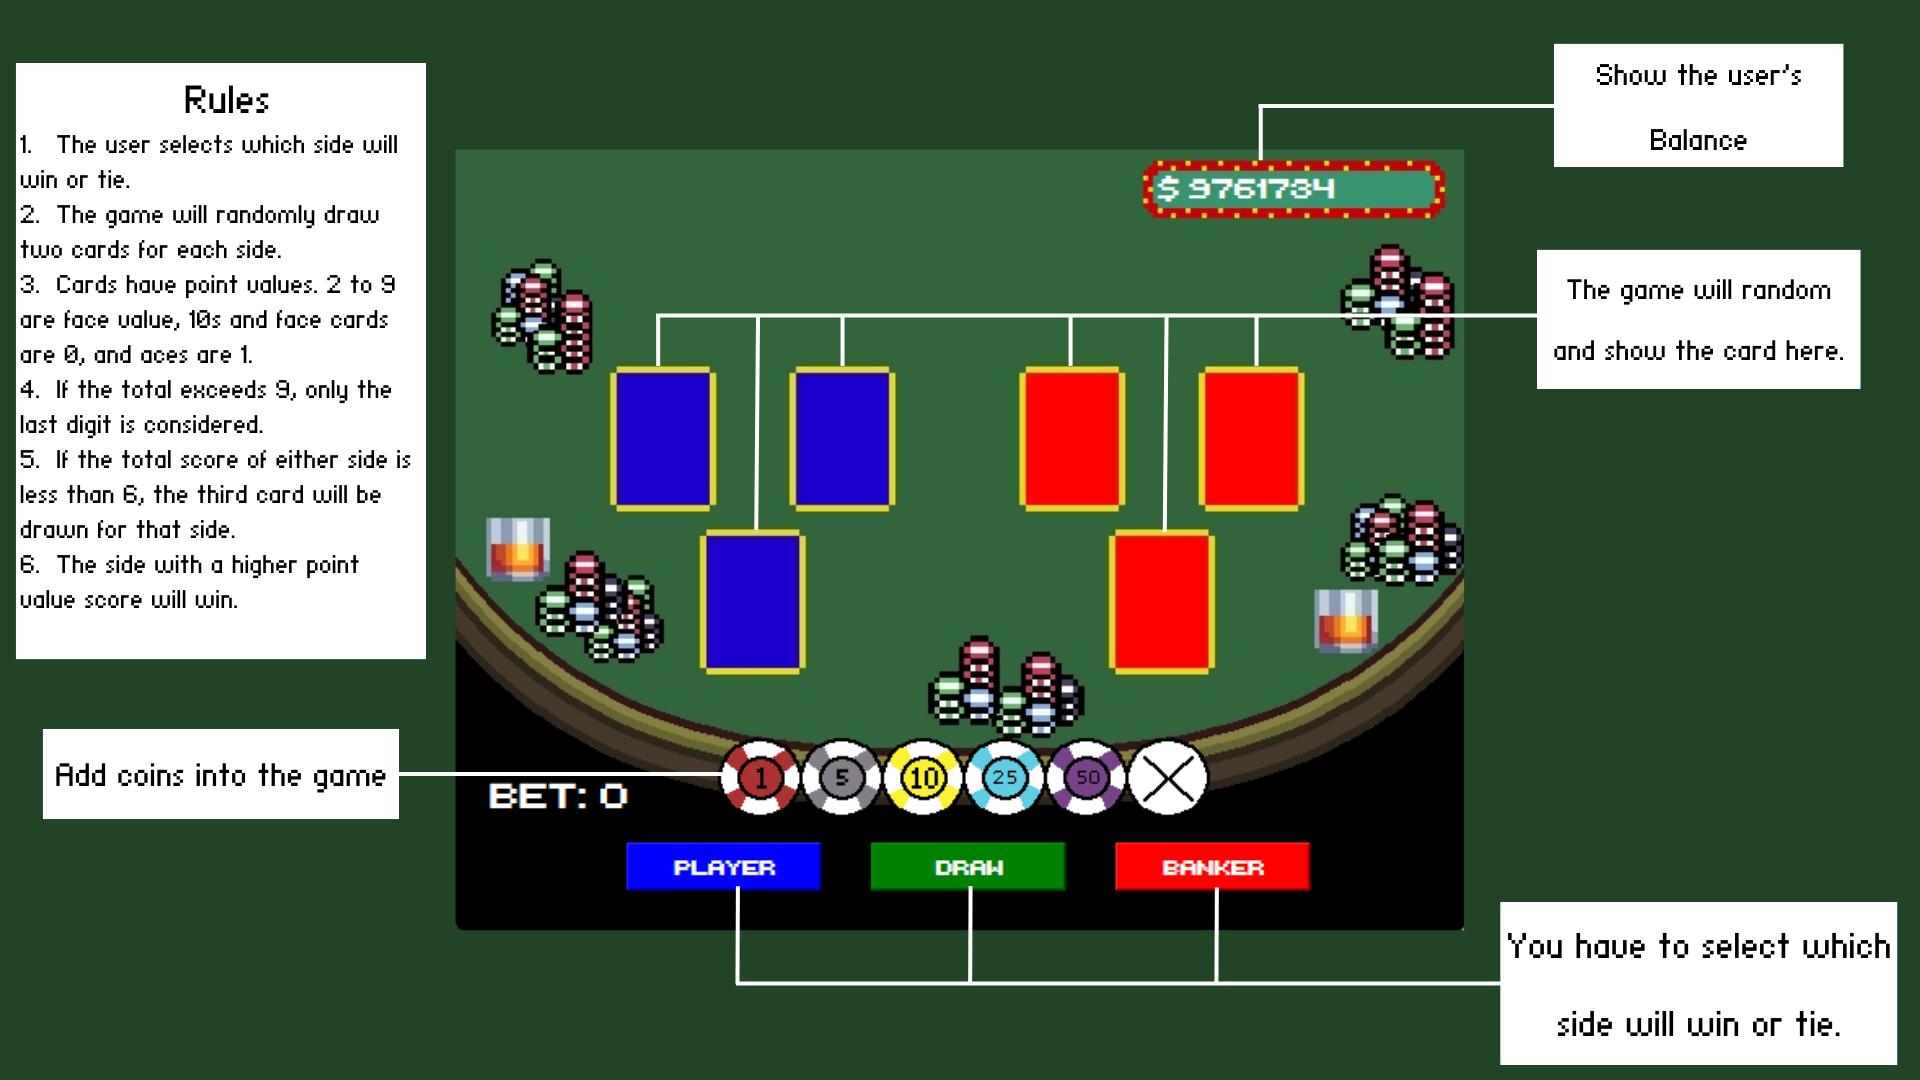 Rules
1. The user selects which side will
win or tie.
2. The game will randomly draw
two cards for each side.
3. Cards have point values. 2 to 9
are face value, 10s and face cards
are 0, and aces are 1.
4. If the total exceeds 9, only the
last digit is considered.
5. If the total score of either side is
less than 6, the third card will be
drawn for that side.
6. The side with a higher point
value score will win.
Show the user's
Balance
$ 9761734
The game will random
and show the card here.
Add coins into the game
BET: 0
1 5 10 25 50
PLAYER DRAW BANKER
You have to select which
side will win or tie.